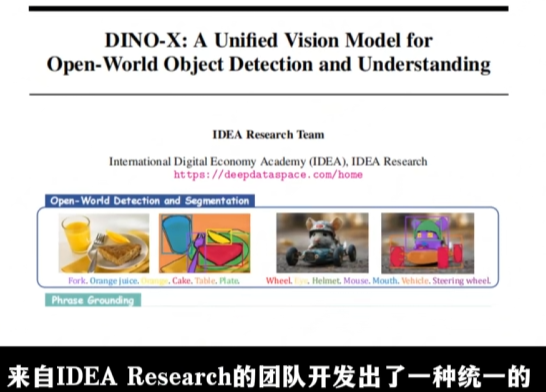 DINO-X: A Unified Vision Model for
Open-World Object Detection and Understanding
IDEA Research Team
International Digital Economy Academy (IDEA), IDEA Research
https://deepdataspace.com/home
Open-World Detection and Segmentation
Fork. Orange juice. Orange. Cake. Table. Plate.
Wheel. Eye. Helmet. Mouse. Mouth. Vehicle. Steering wheel.
Phrase Grounding
来自IDEA Research的团队开发出了一种统一的